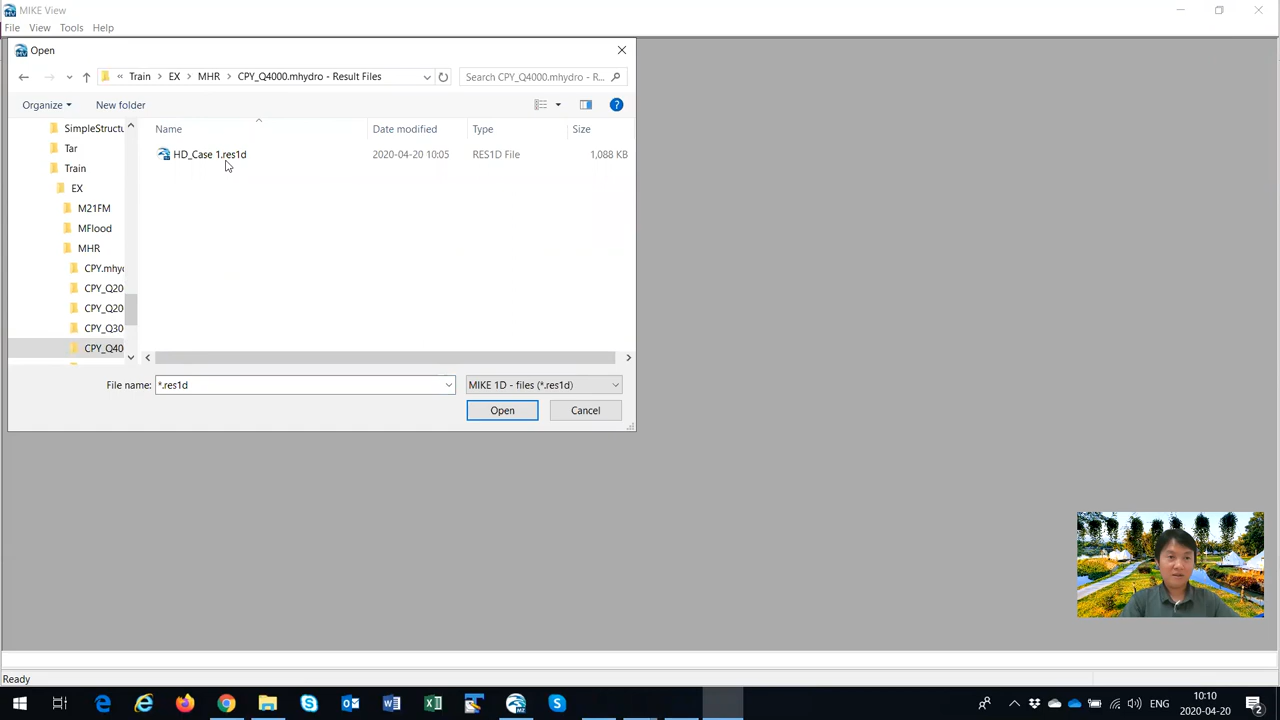 MIKE View
File View Tools Help
Open
« Train > EX > MHR > CPY_Q4000.mhydro - Result Files
Search CPY_Q4000.mhydro - R...
Organize
New folder
Name
Date modified
Type
Size
HD_Case 1.res1d
2020-04-20 10:05
RES1D File
1,088 KB
SimpleStructu
Tar
Train
EX
M21FM
MFlood
MHR
CPY.mhyd
CPY_Q20
CPY_Q20
CPY_Q30
CPY_Q40
File name:
*.res1d
MIKE 1D - files (*.res1d)
Open
Cancel
Ready
ENG
10:10
2020-04-20
2